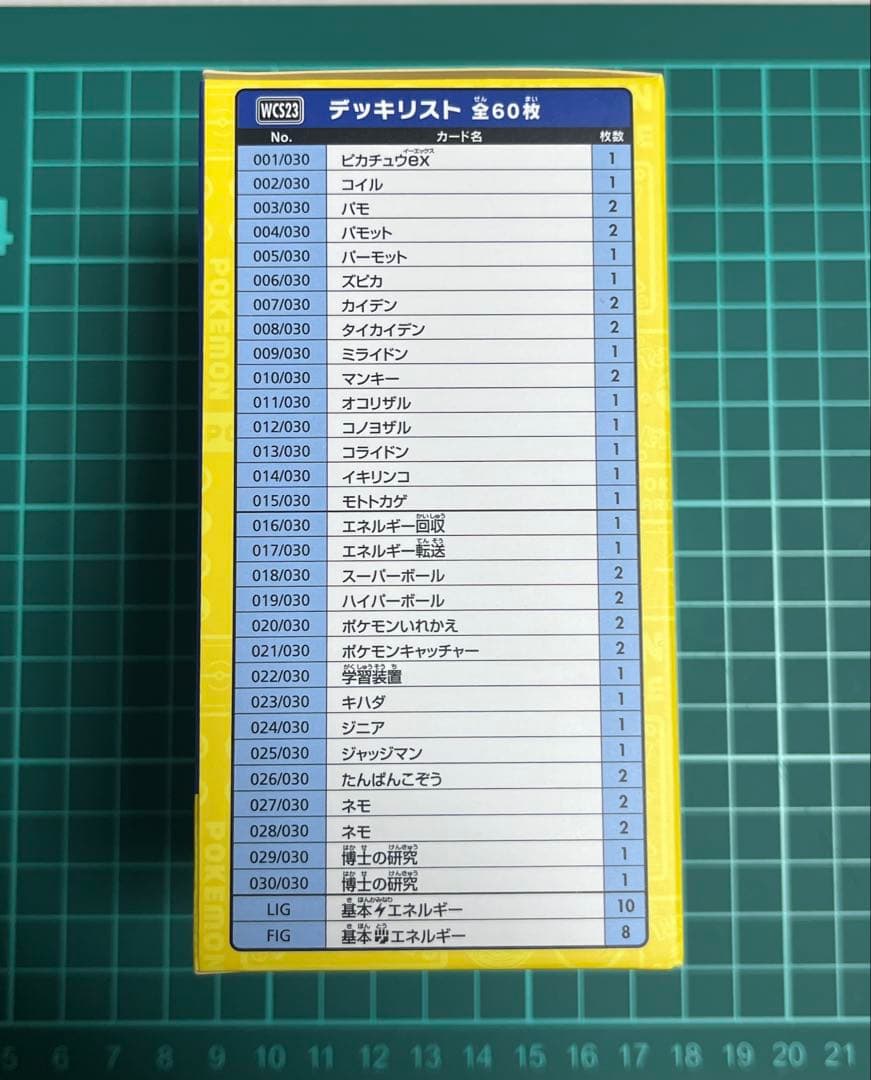 WCS23 デッキリスト 全60枚
No. カード名 枚数
001/030 ピカチュウex 1
002/030 コイル 1
003/030 パモ 2
004/030 パモット 2
005/030 パーモット 1
006/030 ズピカ 1
007/030 カイデン 2
008/030 タイカイデン 2
009/030 ミライドン 1
010/030 マンキー 2
011/030 オコリザル 1
012/030 コノヨザル 1
013/030 コライドン 1
014/030 イキリンコ 1
015/030 モトトカゲ 1
016/030 エネルギー回収 1
017/030 エネルギー転送 1
018/030 スーパーボール 2
019/030 ハイパーボール 2
020/030 ポケモンいれかえ 2
021/030 ポケモンキャッチャー 2
022/030 学習装置 1
023/030 キハダ 1
024/030 ジニア 1
025/030 ジャッジマン 1
026/030 たんぱんこぞう 2
027/030 ネモ 2
028/030 ネモ 2
029/030 博士の研究 1
030/030 博士の研究 1
LIG 基本エネルギー 10
FIG 基本エネルギー 8
POKEMON
POKEMON
5 6 7 8 9 10 11 12 13 14 15 16 17 18 19 20 21